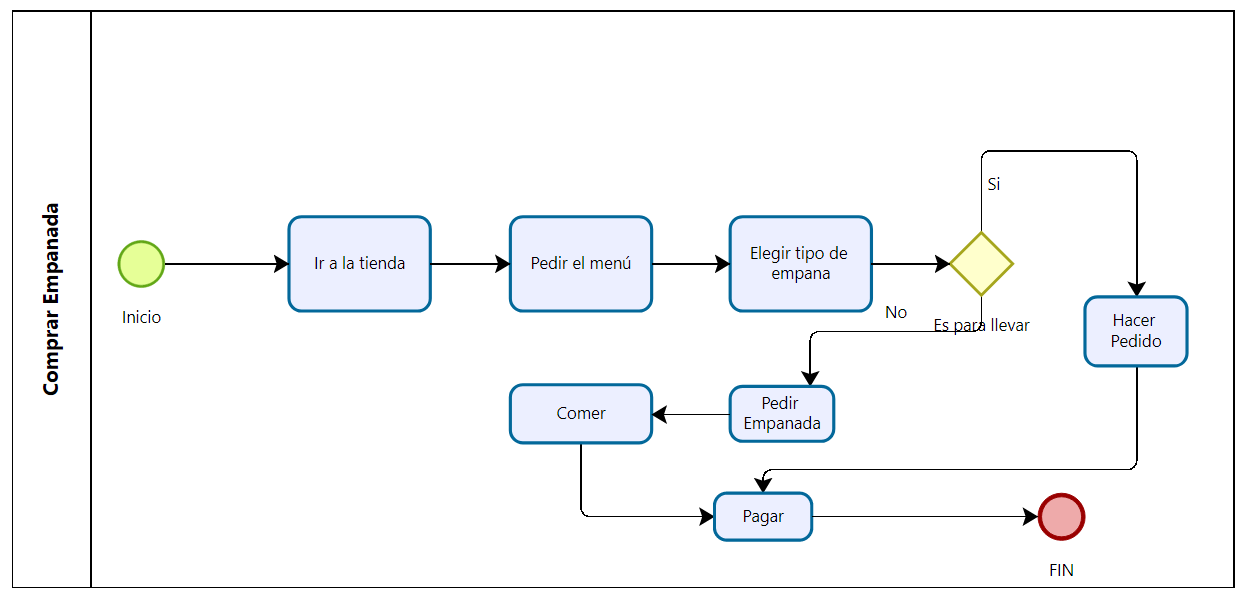 Comprar Empanada
Inicio
Ir a la tienda
Pedir el menú
Elegir tipo de
empana
Si
No
Es para llevar
Hacer
Pedido
Pedir
Empanada
Comer
Pagar
FIN